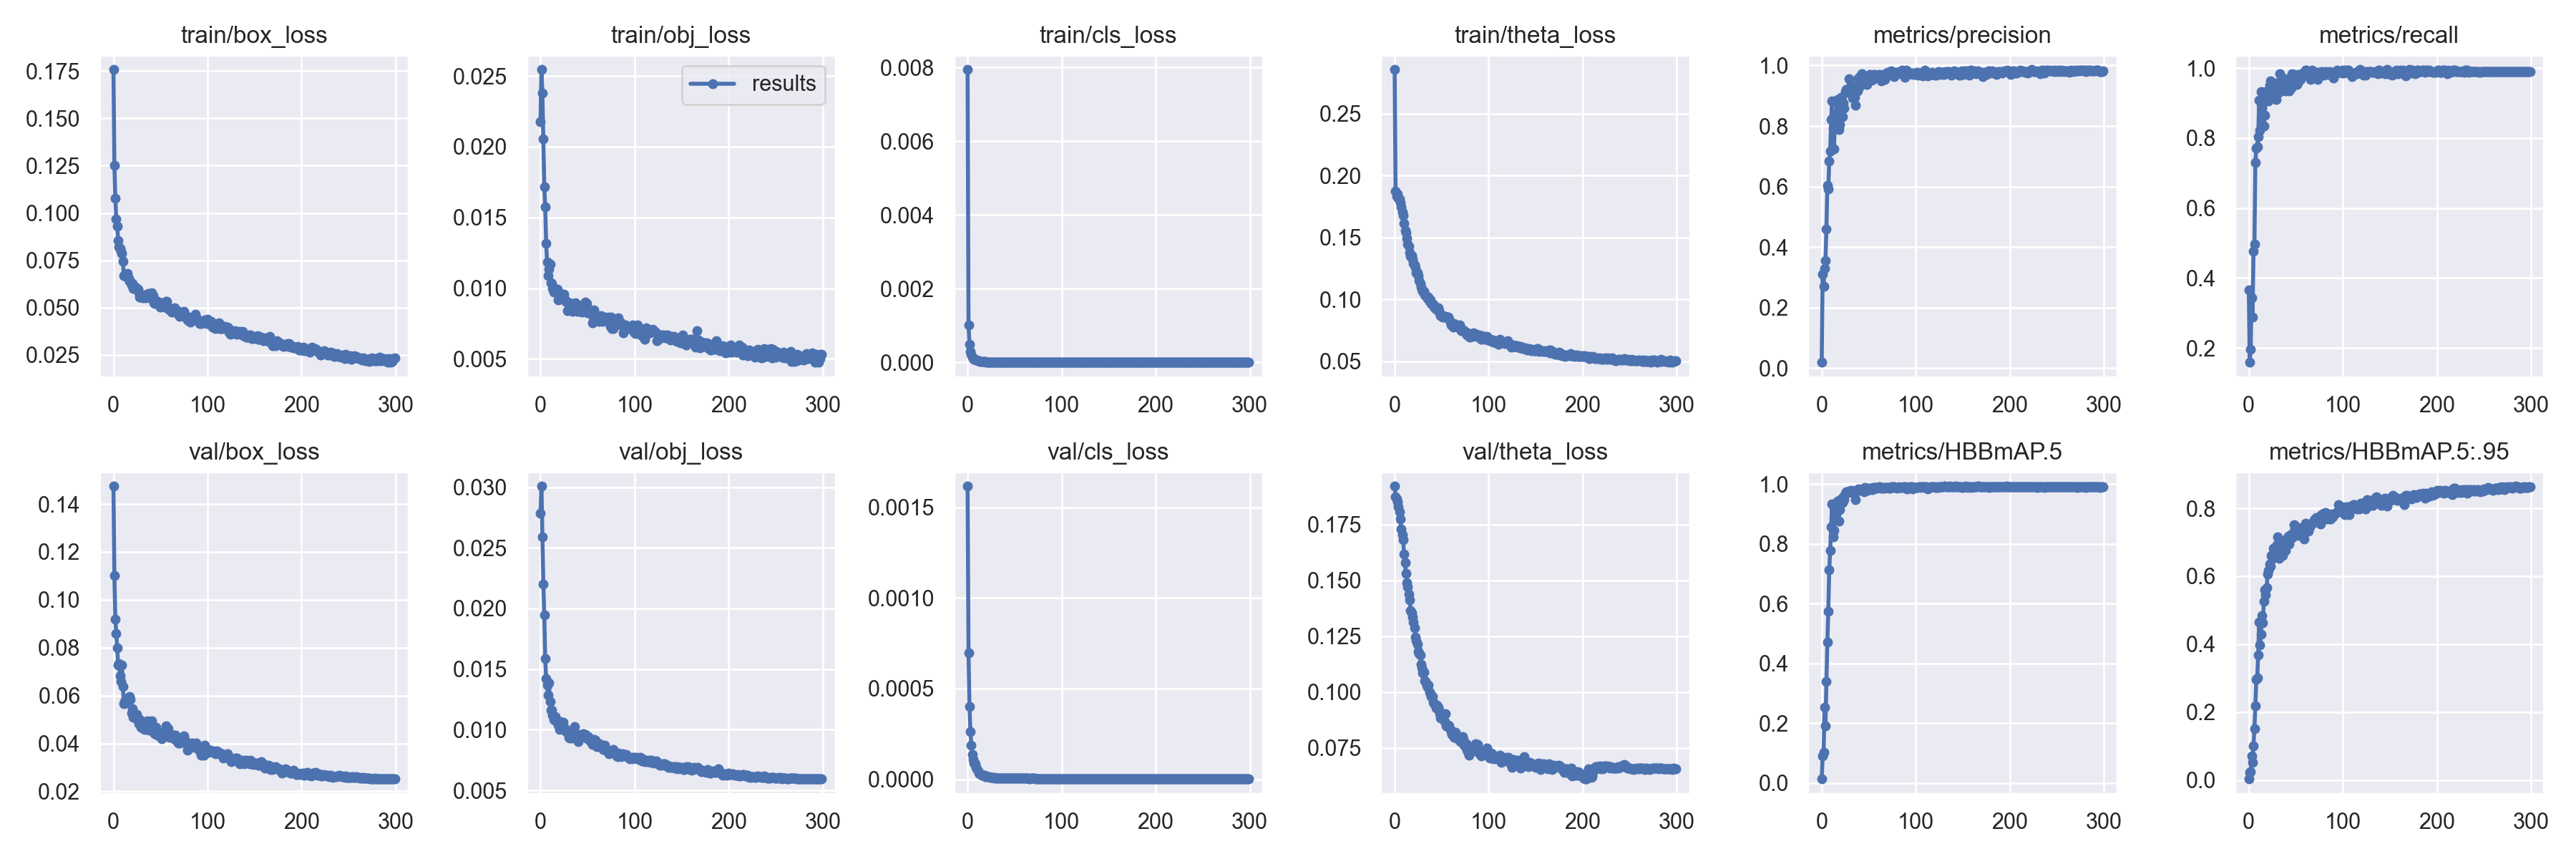 train/box_loss
0.175
0.150
0.125
0.100
0.075
0.050
0.025
0 100 200 300
train/obj_loss
results
0.025
0.020
0.015
0.010
0.005
0 100 200 300
train/cls_loss
0.008
0.006
0.004
0.002
0.000
0 100 200 300
train/theta_loss
0.25
0.20
0.15
0.10
0.05
0 100 200 300
metrics/precision
1.0
0.8
0.6
0.4
0.2
0.0
0 100 200 300
metrics/recall
1.0
0.8
0.6
0.4
0.2
0 100 200 300
val/box_loss
0.14
0.12
0.10
0.08
0.06
0.04
0.02
0 100 200 300
val/obj_loss
0.030
0.025
0.020
0.015
0.010
0.005
0 100 200 300
val/cls_loss
0.0015
0.0010
0.0005
0.0000
0 100 200 300
val/theta_loss
0.175
0.150
0.125
0.100
0.075
0 100 200 300
metrics/HBBmAP.5
1.0
0.8
0.6
0.4
0.2
0.0
0 100 200 300
metrics/HBBmAP.5:.95
0.8
0.6
0.4
0.2
0.0
0 100 200 300